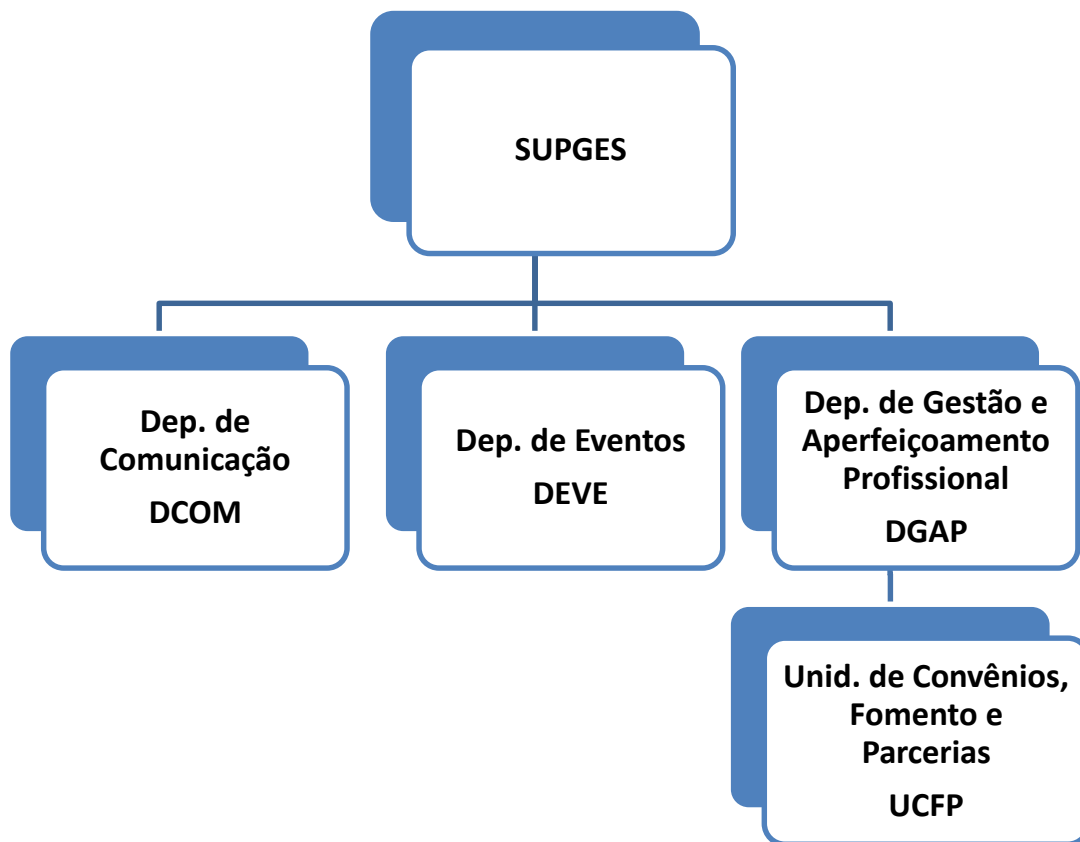 SUPGES
Dep. de
Comunicação
DCOM
Dep. de Eventos
DEVE
Dep. de Gestão e
Aperfeiçoamento
Profissional
DGAP
Unid. de Convênios,
Fomento e
Parcerias
UCFP